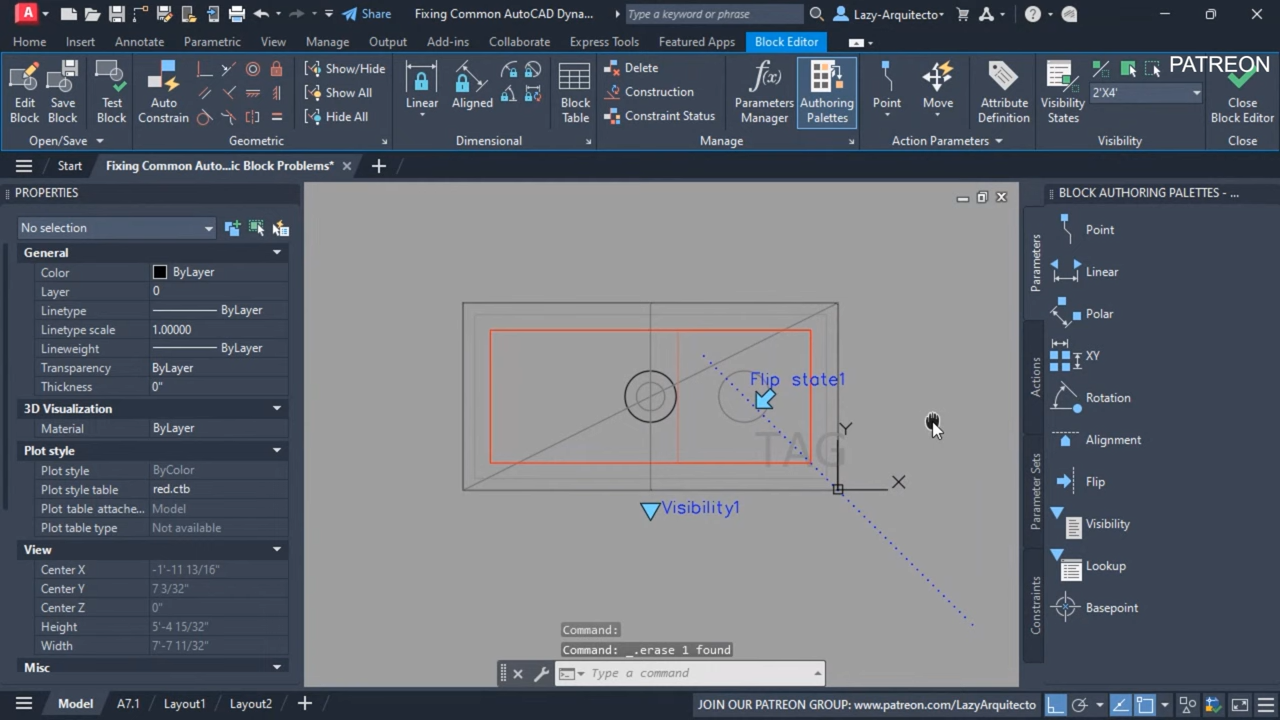 A
Share
Fixing Common AutoCAD Dyna...
Type a keyword or phrase
Lazy-Arquitecto
Home
Insert
Annotate
Parametric
View
Manage
Output
Add-ins
Collaborate
Express Tools
Featured Apps
Block Editor
PATREON
Edit
Block
Save
Block
Test
Block
Auto
Constrain
Show/Hide
Show All
Hide All
Linear
Aligned
Block
Table
Delete
Construction
Constraint Status
f(x)
Parameters
Manager
Authoring
Palettes
Point
Move
Attribute
Definition
Visibility
States
2'X4'
Close
Block Editor
Open/Save
Geometric
Dimensional
Manage
Action Parameters
Visibility
Close
Start
Fixing Common Auto...ic Block Problems*
PROPERTIES
No selection
General
Color ByLayer
Layer 0
Linetype ByLayer
Linetype scale 1.00000
Lineweight ByLayer
Transparency ByLayer
Thickness 0"
3D Visualization
Material ByLayer
Plot style
Plot style ByColor
Plot style table red.ctb
Plot table attache... Model
Plot table type Not available
View
Center X -1'-11 13/16"
Center Y 7 3/32"
Center Z 0"
Height 5'-4 15/32"
Width 7'-7 11/32"
Misc
Flip state1
TAG
Y
X
Visibility1
Command:
Command: _.erase 1 found
Type a command
BLOCK AUTHORING PALETTES - ...
Parameters
Actions
Parameter Sets
Constraints
Point
Linear
Polar
XY
Rotation
Alignment
Flip
Visibility
Lookup
Basepoint
Model
A7.1
Layout1
Layout2
JOIN OUR PATREON GROUP: www.patreon.com/LazyArquitecto